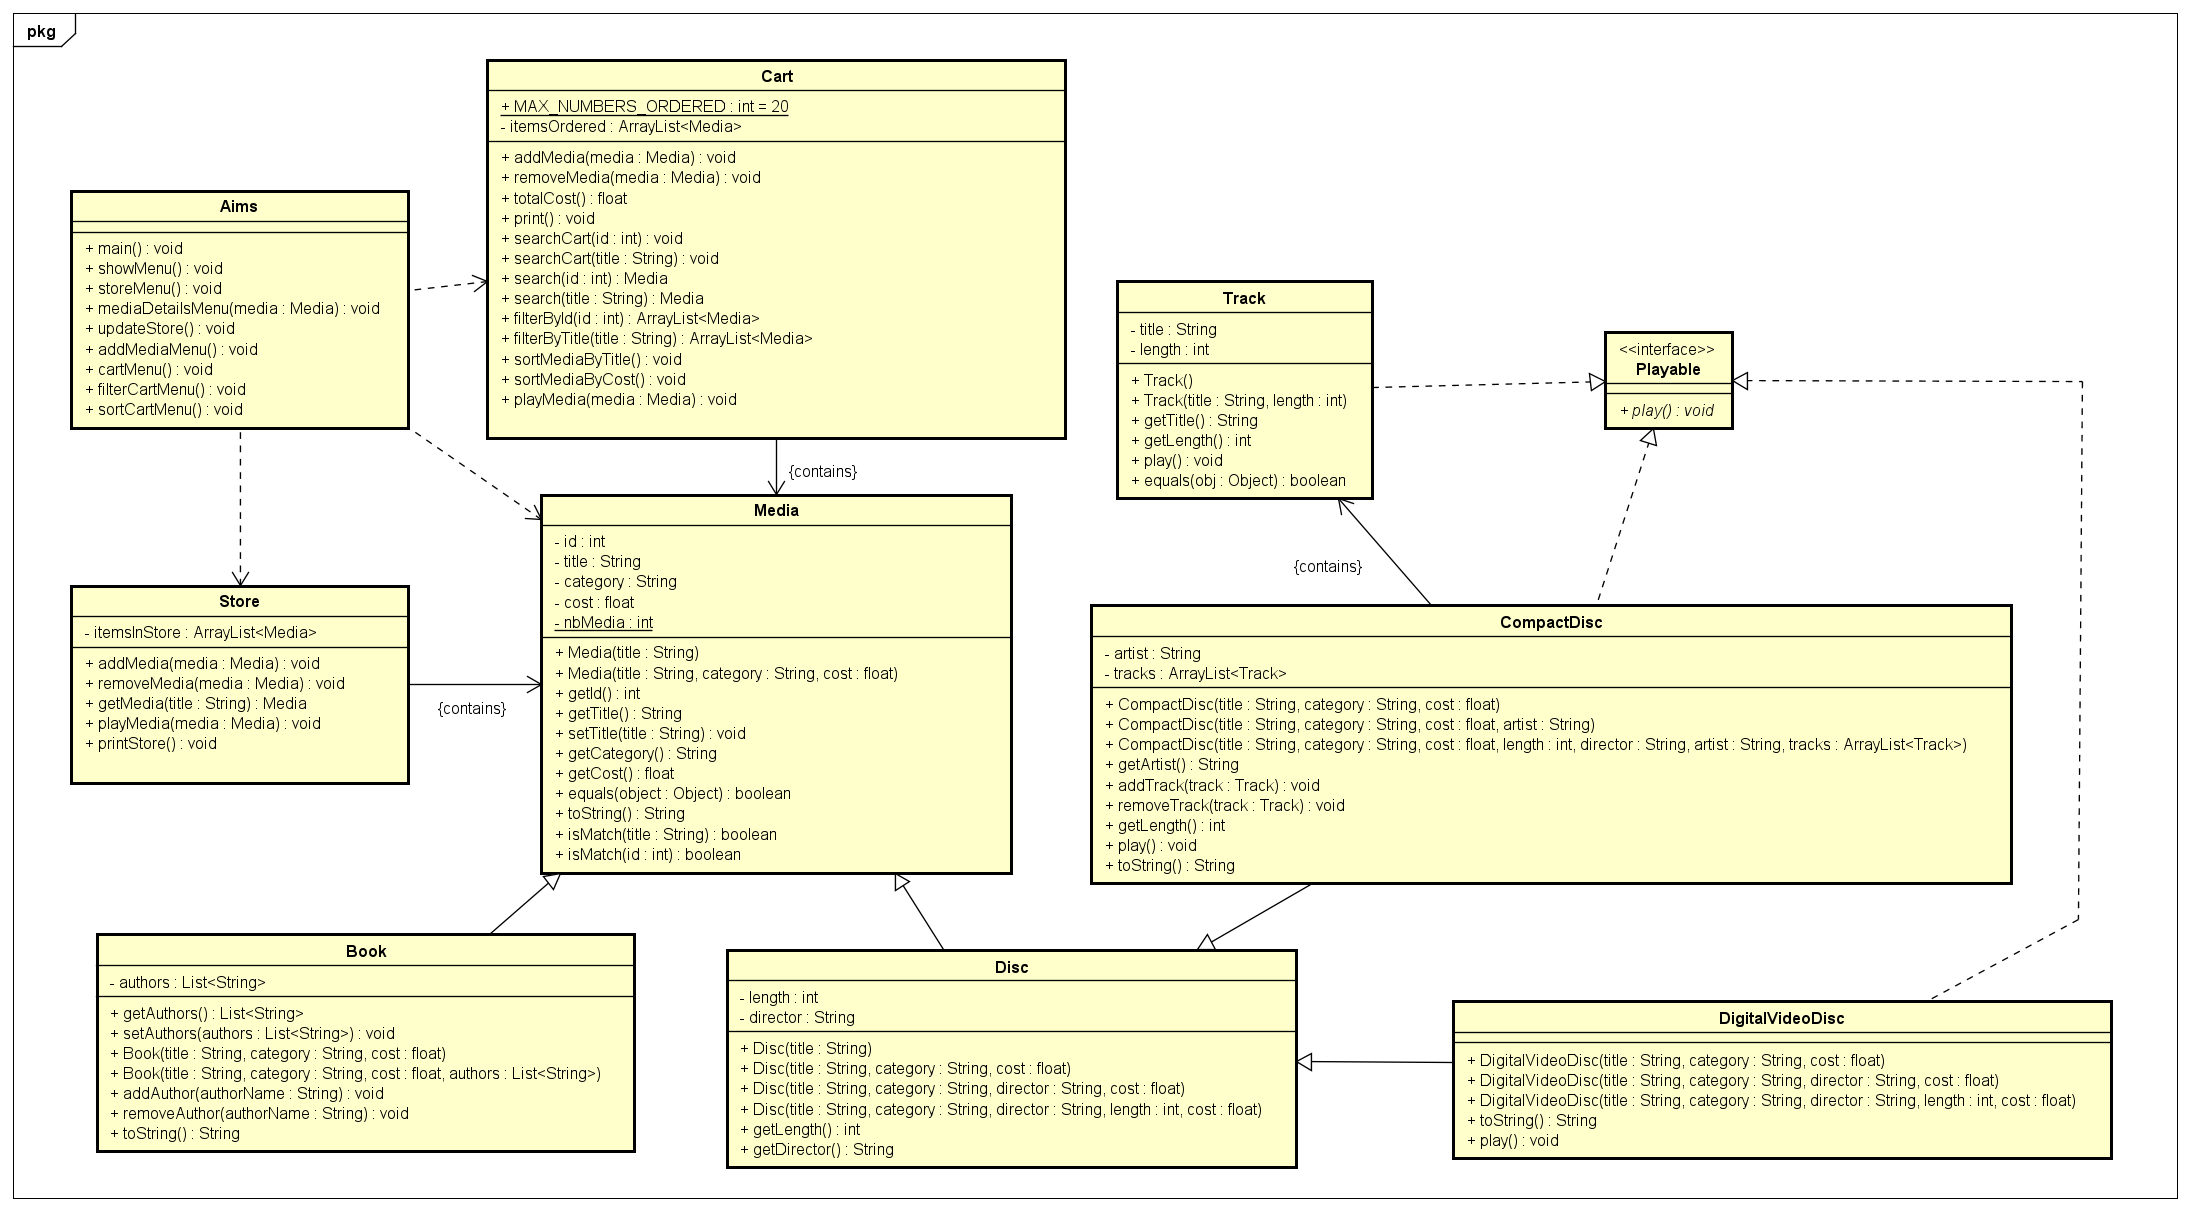 pkg
Cart
+ MAX_NUMBERS_ORDERED : int = 20
- itemsOrdered : ArrayList<Media>
+ addMedia(media : Media) : void
+ removeMedia(media : Media) : void
+ totalCost() : float
+ print() : void
+ searchCart(id : int) : void
+ searchCart(title : String) : void
+ search(id : int) : Media
+ search(title : String) : Media
+ filterById(id : int) : ArrayList<Media>
+ filterByTitle(title : String) : ArrayList<Media>
+ sortMediaByTitle() : void
+ sortMediaByCost() : void
+ playMedia(media : Media) : void
Aims
+ main() : void
+ showMenu() : void
+ storeMenu() : void
+ mediaDetailsMenu(media : Media) : void
+ updateStore() : void
+ addMediaMenu() : void
+ cartMenu() : void
+ filterCartMenu() : void
+ sortCartMenu() : void
Track
- title : String
- length : int
+ Track()
+ Track(title : String, length : int)
+ getTitle() : String
+ getLength() : int
+ play() : void
+ equals(obj : Object) : boolean
<<interface>>
Playable
+ play() : void
{contains}
Media
- id : int
- title : String
- category : String
- cost : float
- nbMedia : int
+ Media(title : String)
+ Media(title : String, category : String, cost : float)
+ getId() : int
+ getTitle() : String
+ setTitle(title : String) : void
+ getCategory() : String
+ getCost() : float
+ equals(object : Object) : boolean
+ toString() : String
+ isMatch(title : String) : boolean
+ isMatch(id : int) : boolean
{contains}
Store
- itemsInStore : ArrayList<Media>
+ addMedia(media : Media) : void
+ removeMedia(media : Media) : void
+ getMedia(title : String) : Media
+ playMedia(media : Media) : void
+ printStore() : void
{contains}
CompactDisc
- artist : String
- tracks : ArrayList<Track>
+ CompactDisc(title : String, category : String, cost : float)
+ CompactDisc(title : String, category : String, cost : float, artist : String)
+ CompactDisc(title : String, category : String, cost : float, length : int, director : String, artist : String, tracks : ArrayList<Track>)
+ getArtist() : String
+ addTrack(track : Track) : void
+ removeTrack(track : Track) : void
+ getLength() : int
+ play() : void
+ toString() : String
Book
- authors : List<String>
+ getAuthors() : List<String>
+ setAuthors(authors : List<String>) : void
+ Book(title : String, category : String, cost : float)
+ Book(title : String, category : String, cost : float, authors : List<String>)
+ addAuthor(authorName : String) : void
+ removeAuthor(authorName : String) : void
+ toString() : String
Disc
- length : int
- director : String
+ Disc(title : String)
+ Disc(title : String, category : String, cost : float)
+ Disc(title : String, category : String, director : String, cost : float)
+ Disc(title : String, category : String, director : String, length : int, cost : float)
+ getLength() : int
+ getDirector() : String
DigitalVideoDisc
+ DigitalVideoDisc(title : String, category : String, cost : float)
+ DigitalVideoDisc(title : String, category : String, director : String, cost : float)
+ DigitalVideoDisc(title : String, category : String, director : String, length : int, cost : float)
+ toString() : String
+ play() : void